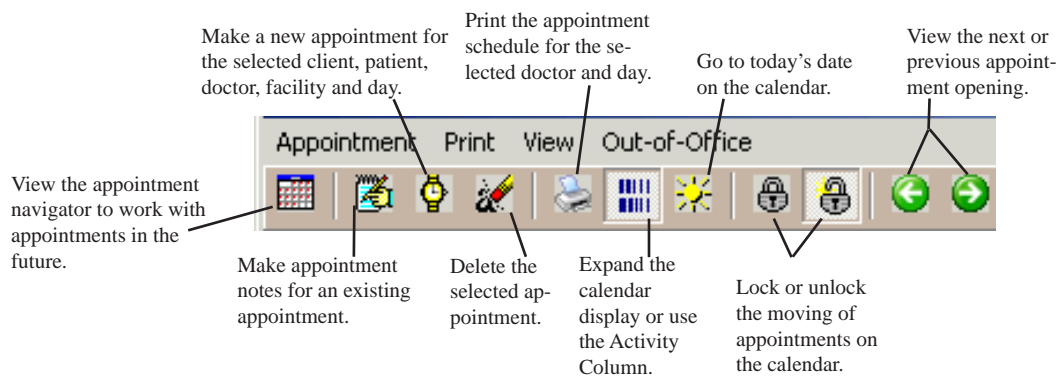 Make a new appointment for
the selected client, patient,
doctor, facility and day.
Print the appointment
schedule for the se-
lected doctor and day.
Go to today's date
on the calendar.
View the next or
previous appoint-
ment opening.
Appointment Print View Out-of-Office
View the appointment
navigator to work with
appointments in the
future.
Make appointment
notes for an existing
appointment.
Delete the
selected ap-
pointment.
Expand the
calendar
display or use
the Activity
Column.
Lock or unlock
the moving of
appointments on
the calendar.